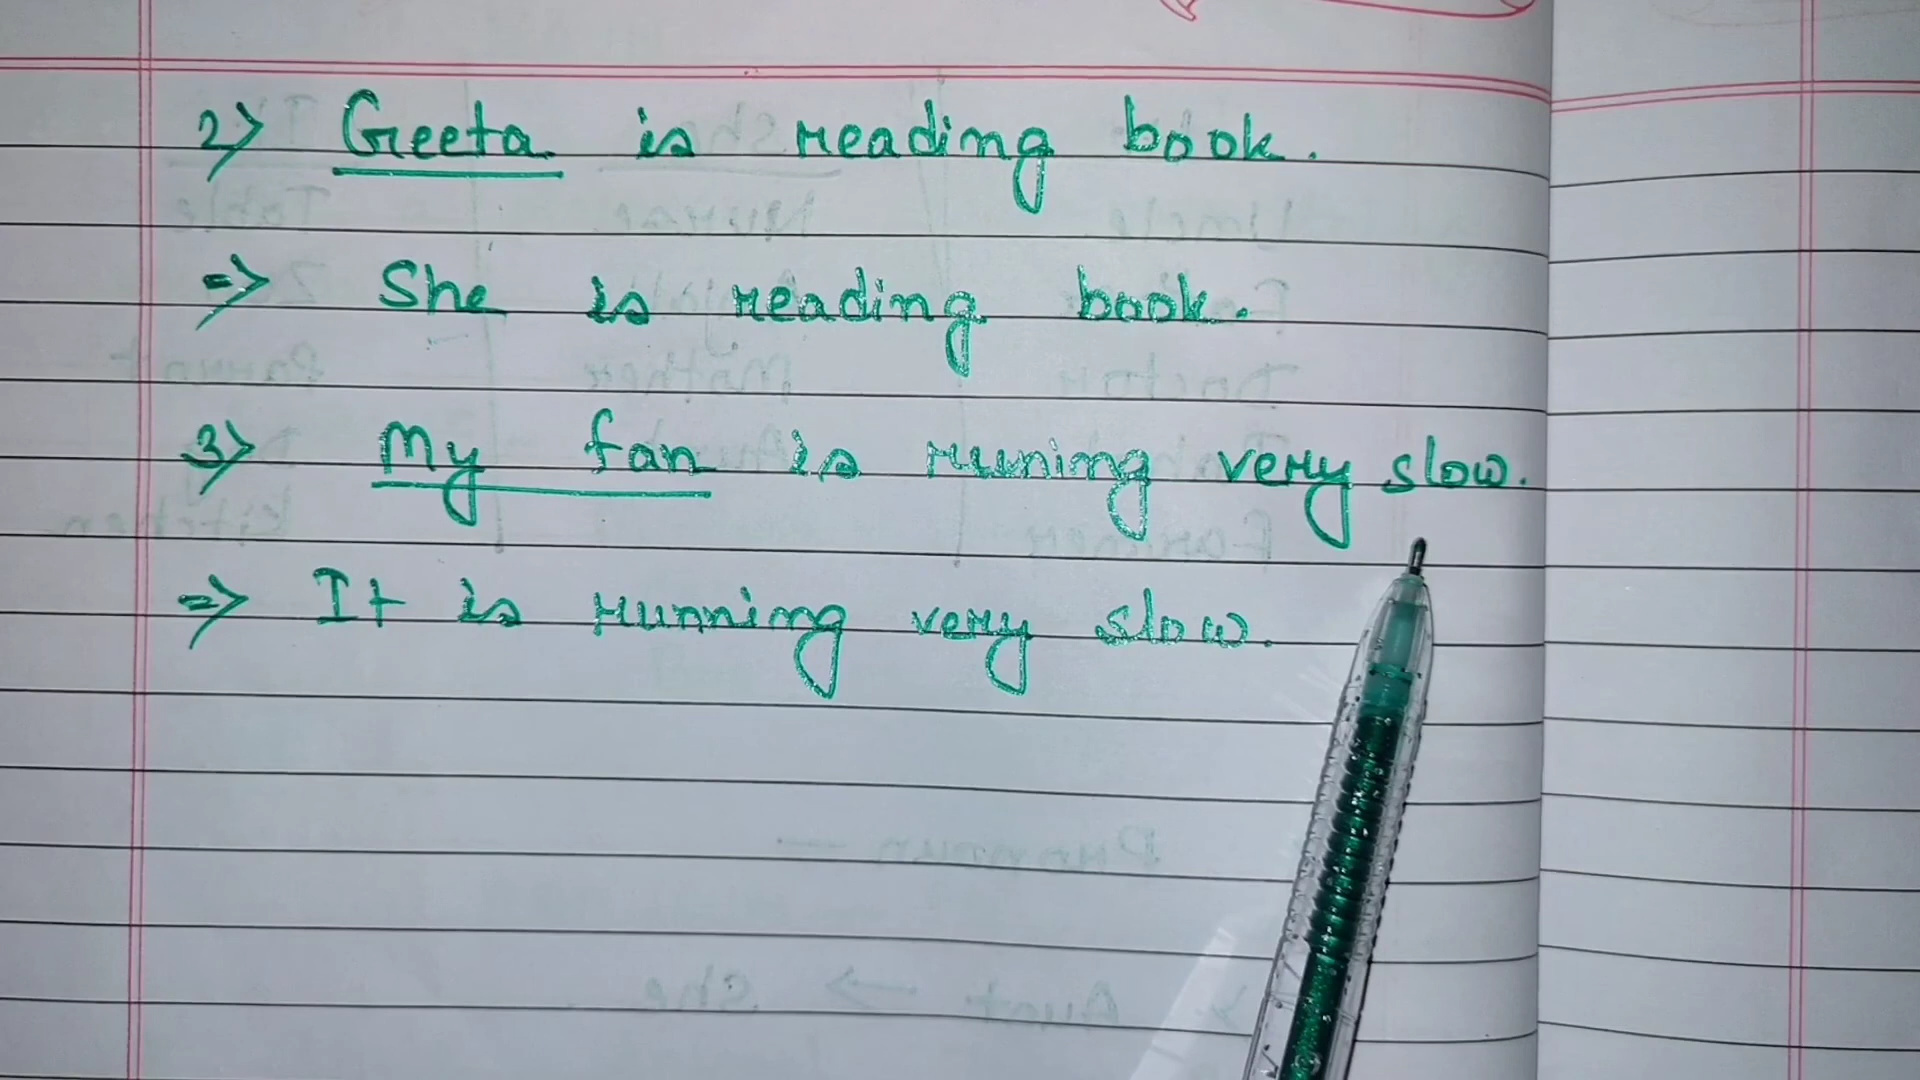 2) Geeta is reading book.
=> She is reading book.
3) My fan is runing very slow.
=> It is running very slow.